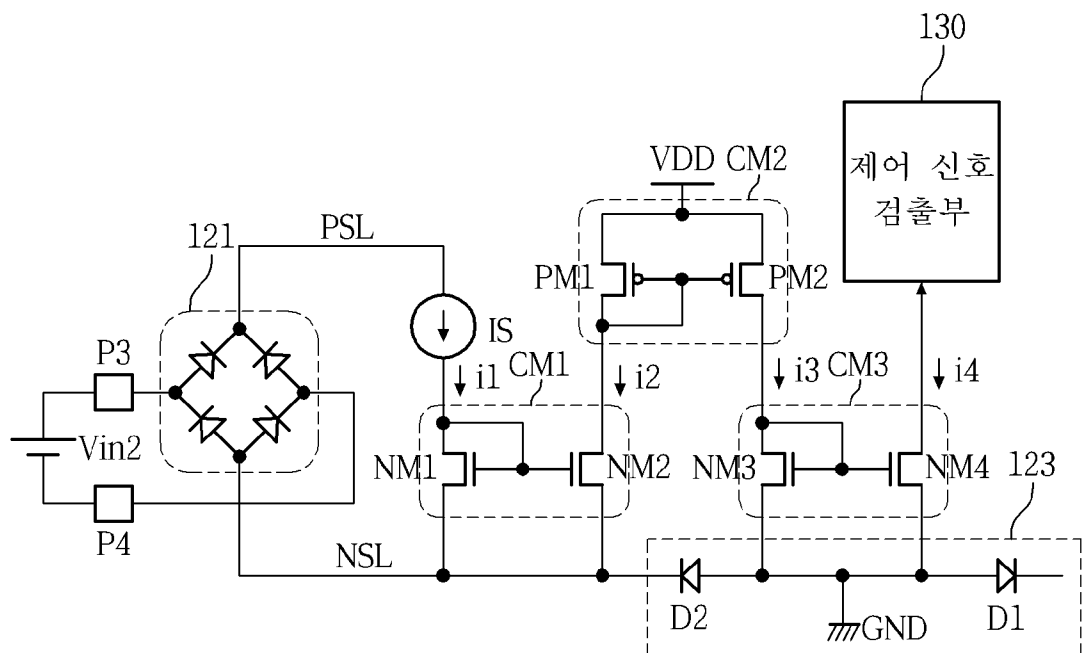 130
제어 신호
검출부
VDD CM2
PSL
121
PM1
PM2
IS
P3
i1
CM1
i2
i3
CM3
i4
Vin2
NM1
NM2
NM3
NM4
123
P4
NSL
D2
GND
D1